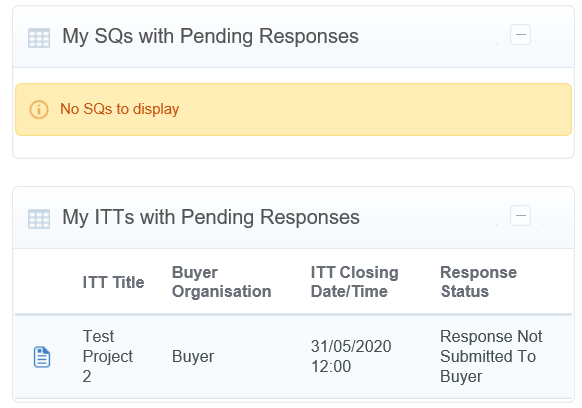 My SQs with Pending Responses
No SQs to display
My ITTs with Pending Responses
ITT Title
Buyer
Organisation
ITT Closing
Date/Time
Response
Status
Test
Project
2
Buyer
31/05/2020
12:00
Response Not
Submitted To
Buyer